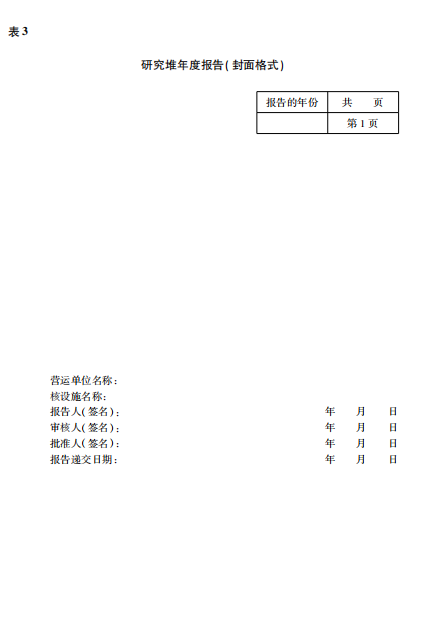 表 3
研究堆年度报告( 封面格式)
报告的年份 共 页
第 1 页
营运单位名称:
核设施名称:
报告人( 签名): 年 月 日
审核人( 签名): 年 月 日
批准人( 签名): 年 月 日
报告递交日期: 年 月 日